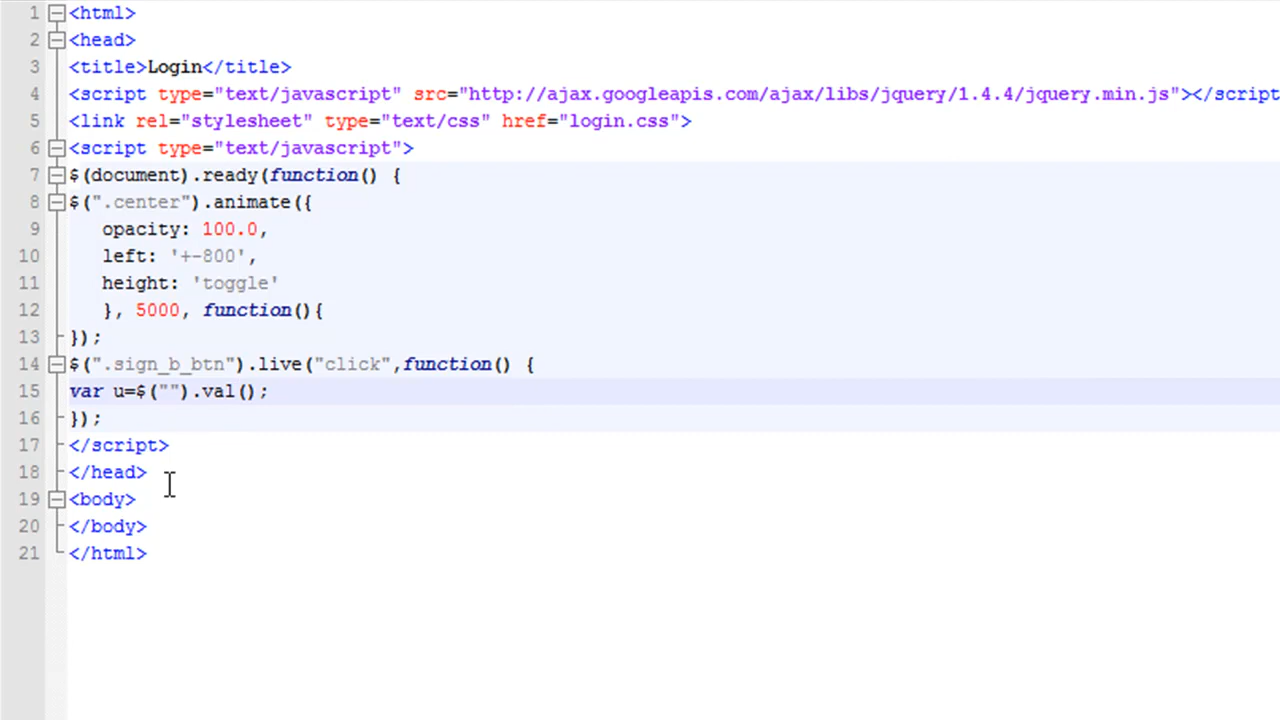 1 <html>
2 <head>
3 <title>Login</title>
4 <script type="text/javascript" src="http://ajax.googleapis.com/ajax/libs/jquery/1.4.4/jquery.min.js"></script
5 <link rel="stylesheet" type="text/css" href="login.css">
6 <script type="text/javascript">
7 $(document).ready(function() {
8 $(".center").animate({
9 opacity: 100.0,
10 left: '+-800',
11 height: 'toggle'
12 }, 5000, function(){
13 });
14 $(".sign_b_btn").live("click",function() {
15 var u=$("").val();
16 });
17 </script>
18 </head>
19 <body>
20 </body>
21 </html>